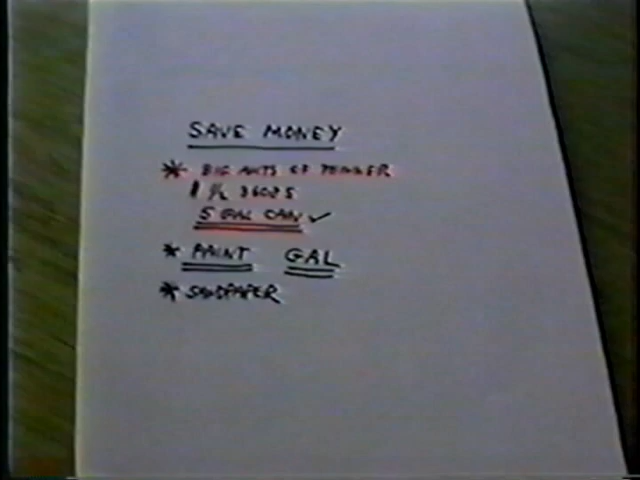 SAVE MONEY
* BIG AMTS OF THINNER
5 GAL CAN ✓
* PAINT GAL
* SANDPAPER